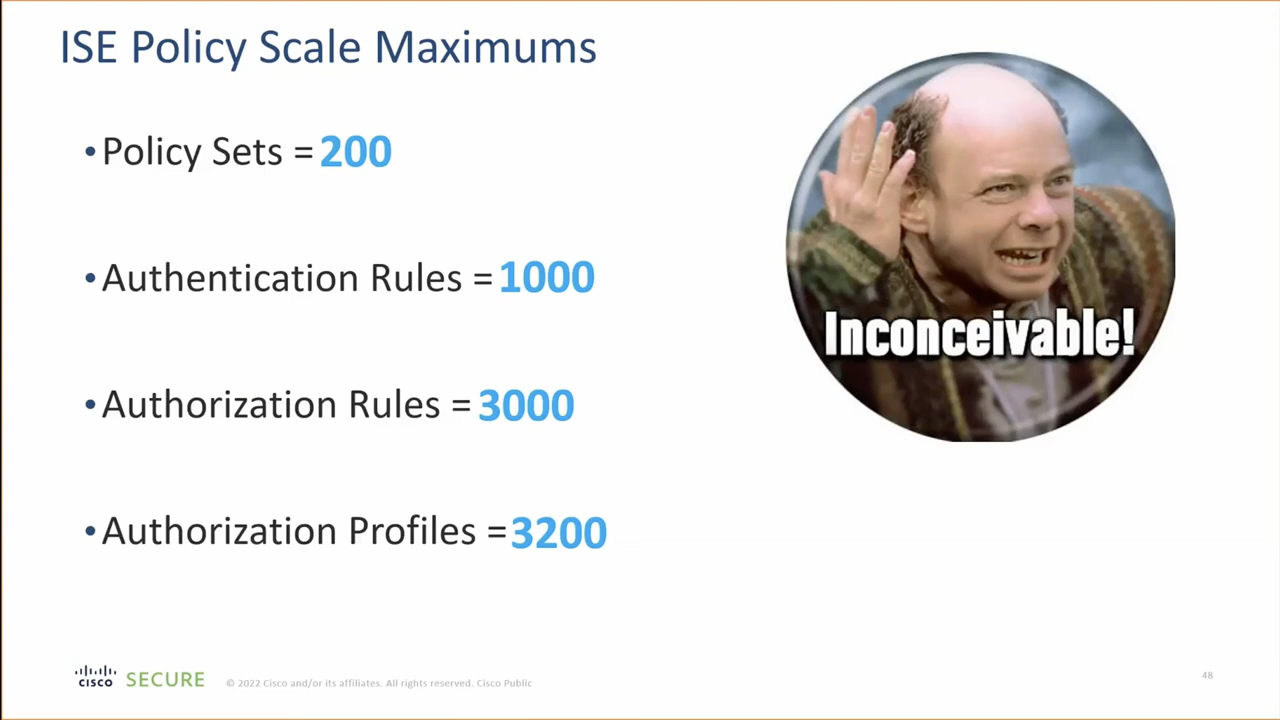 ISE Policy Scale Maximums
•Policy Sets = 200
•Authentication Rules = 1000
•Authorization Rules = 3000
•Authorization Profiles = 3200
Inconceivable!
CISCO SECURE © 2022 Cisco and/or its affiliates. All rights reserved. Cisco Public
48